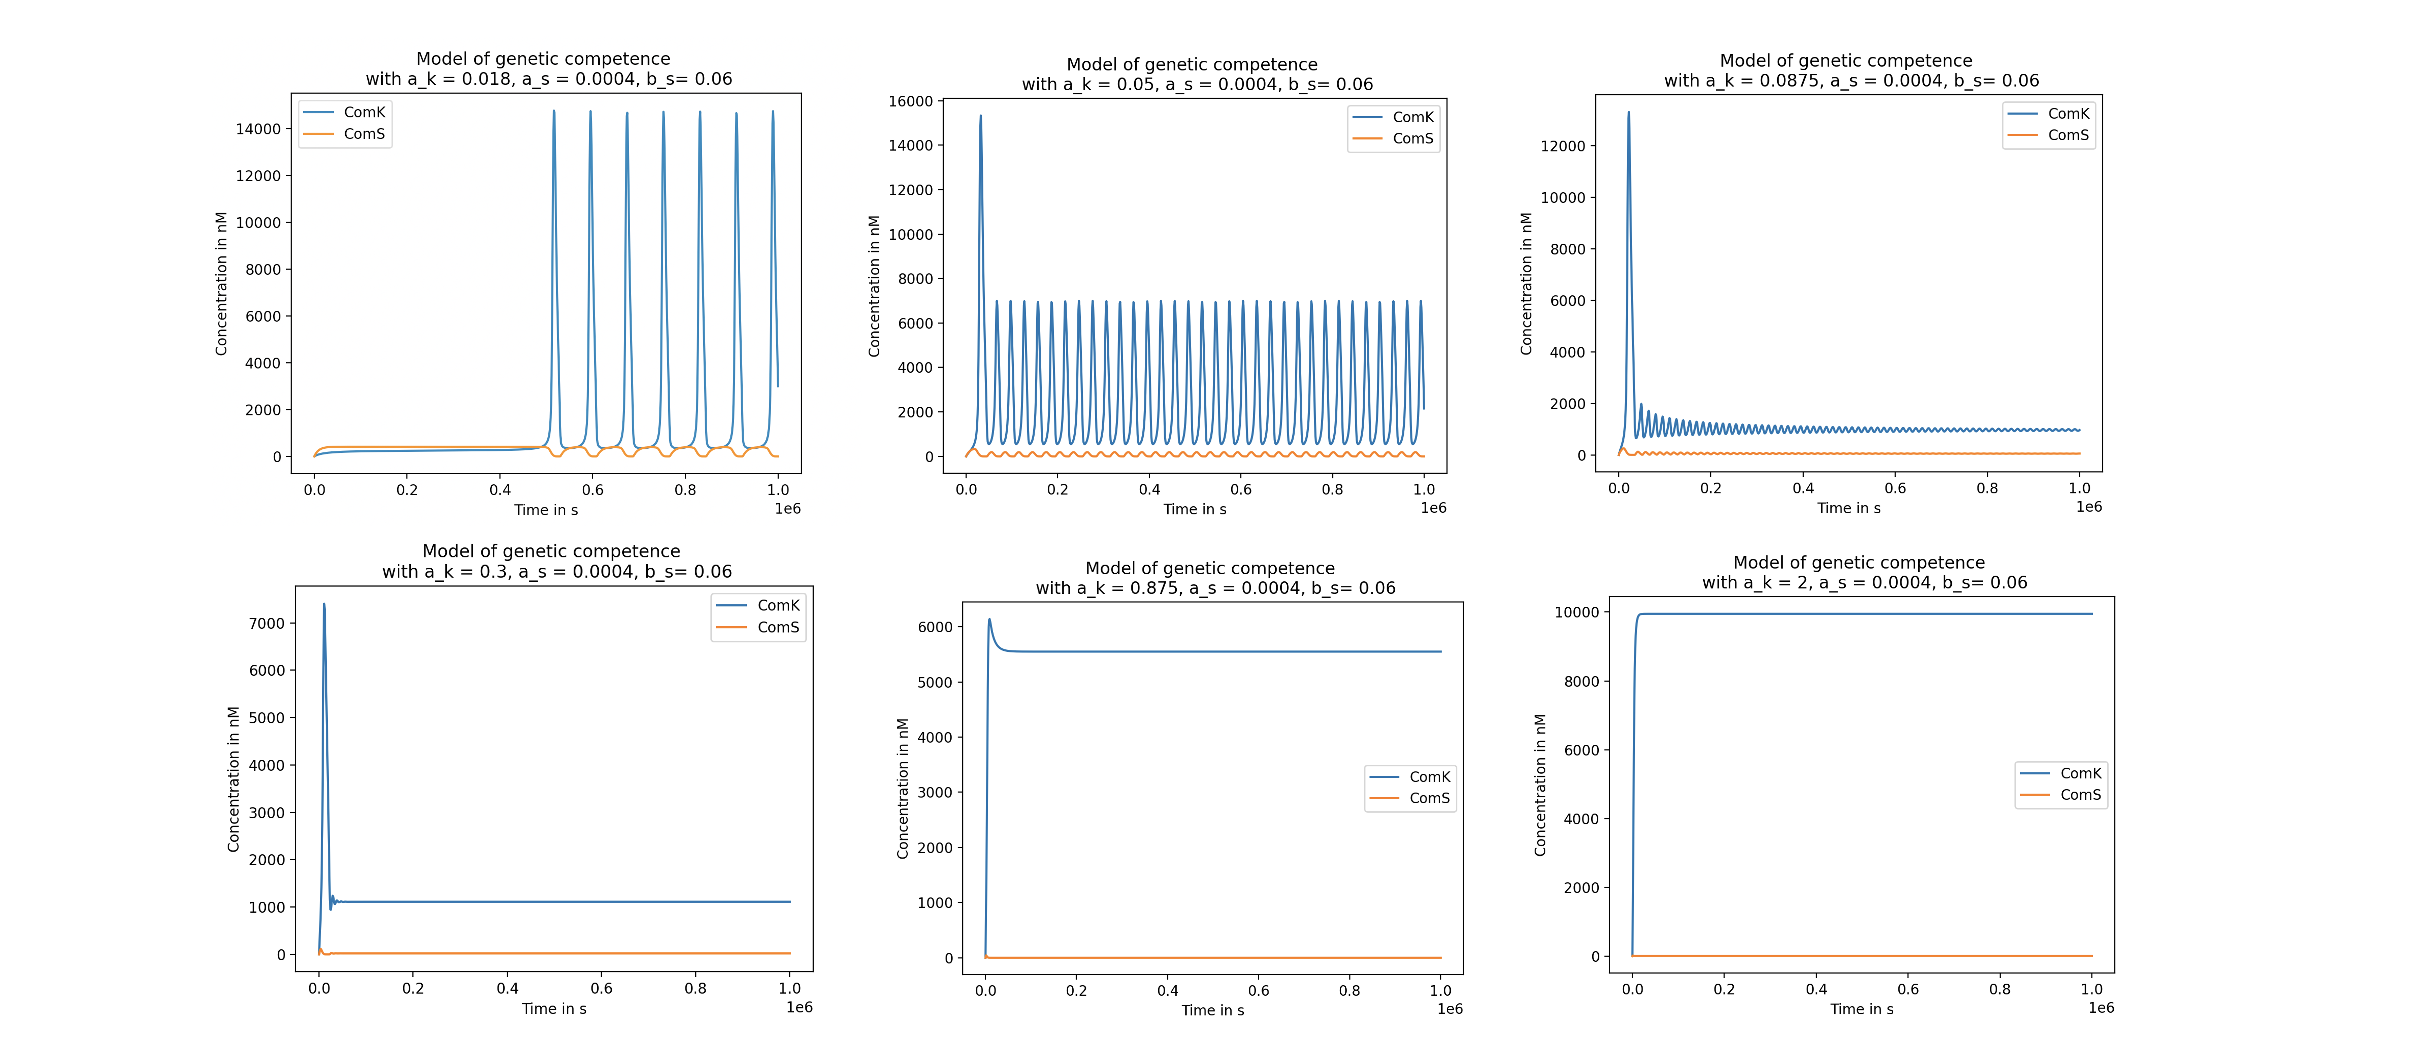 Model of genetic competence
with a_k = 0.018, a_s = 0.0004, b_s= 0.06
ComK
ComS
Concentration in nM
14000
12000
10000
8000
6000
4000
2000
0
0.0 0.2 0.4 0.6 0.8 1.0
Time in s
1e6
Model of genetic competence
with a_k = 0.05, a_s = 0.0004, b_s= 0.06
ComK
ComS
Concentration in nM
16000
14000
12000
10000
8000
6000
4000
2000
0
0.0 0.2 0.4 0.6 0.8 1.0
Time in s
1e6
Model of genetic competence
with a_k = 0.0875, a_s = 0.0004, b_s= 0.06
ComK
ComS
Concentration in nM
12000
10000
8000
6000
4000
2000
0
0.0 0.2 0.4 0.6 0.8 1.0
Time in s
1e6
Model of genetic competence
with a_k = 0.3, a_s = 0.0004, b_s= 0.06
ComK
ComS
Concentration in nM
7000
6000
5000
4000
3000
2000
1000
0
0.0 0.2 0.4 0.6 0.8 1.0
Time in s
1e6
Model of genetic competence
with a_k = 0.875, a_s = 0.0004, b_s= 0.06
ComK
ComS
Concentration in nM
6000
5000
4000
3000
2000
1000
0
0.0 0.2 0.4 0.6 0.8 1.0
Time in s
1e6
Model of genetic competence
with a_k = 2, a_s = 0.0004, b_s= 0.06
ComK
ComS
Concentration in nM
10000
8000
6000
4000
2000
0
0.0 0.2 0.4 0.6 0.8 1.0
Time in s
1e6